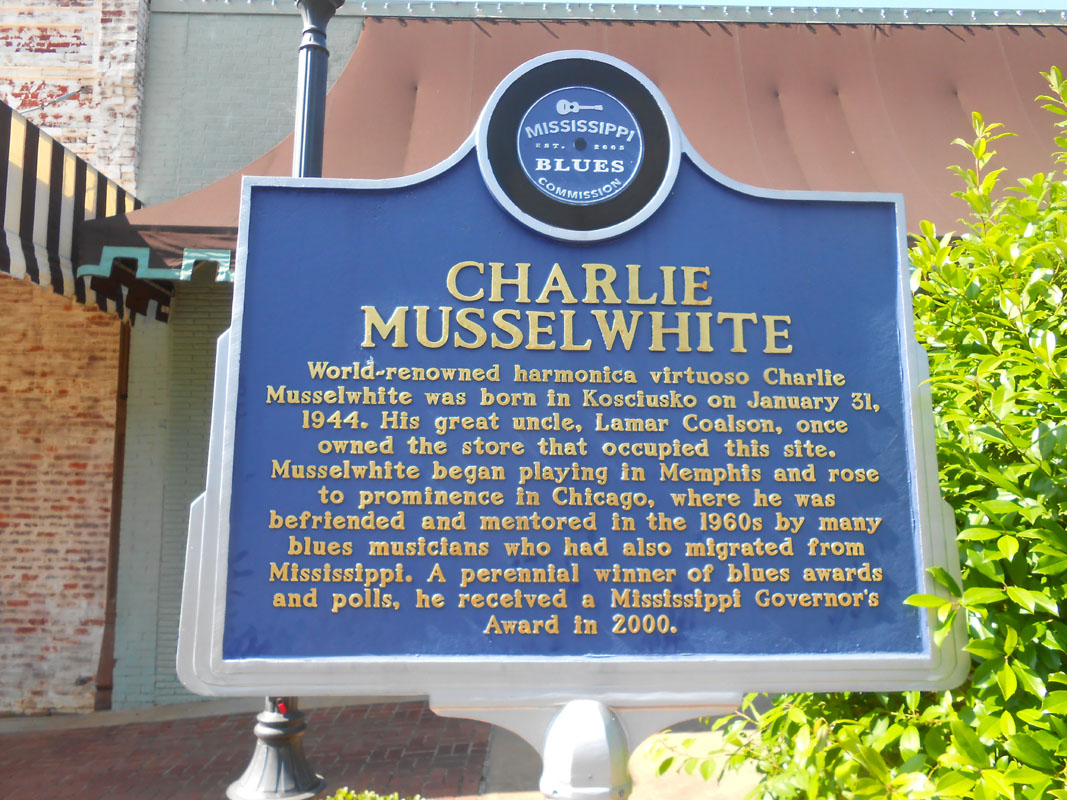 MISSISSIPPI
EST. 2005
BLUES
COMMISSION
CHARLIE
MUSSELWHITE
World-renowned harmonica virtuoso Charlie
Musselwhite was born in Kosciusko on January 31,
1944. His great uncle, Lamar Coalson, once
owned the store that occupied this site.
Musselwhite began playing in Memphis and rose
to prominence in Chicago, where he was
befriended and mentored in the 1960s by many
blues musicians who had also migrated from
Mississippi. A perennial winner of blues awards
and polls, he received a Mississippi Governor's
Award in 2000.